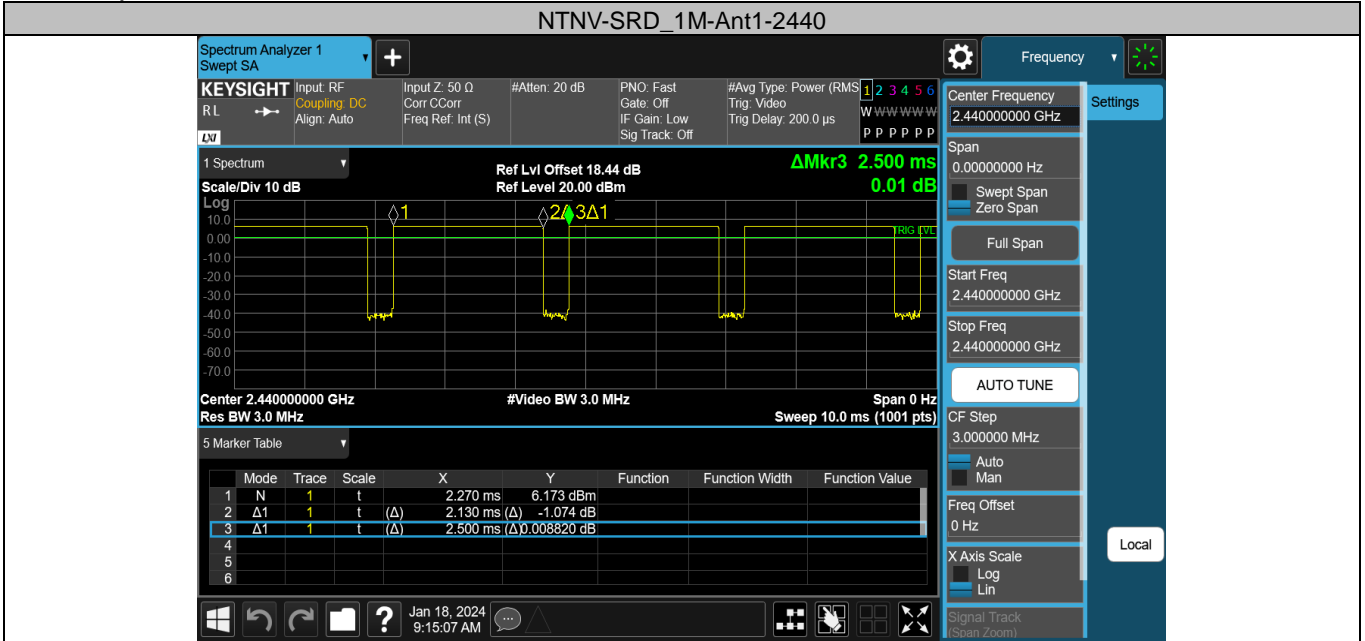 NTNV-SRD_1M-Ant1-2440
Spectrum Analyzer 1
Swept SA
+
Frequency
KEYSIGHT
RL
LXI
Input: RF
Coupling: DC
Align: Auto
Input Z: 50 Ω
Corr CCorr
Freq Ref: Int (S)
#Atten: 20 dB
PNO: Fast
Gate: Off
IF Gain: Low
Sig Track: Off
#Avg Type: Power (RMS
Trig: Video
Trig Delay: 200.0 µs
1 2 3 4 5 6
W W W W W W
P P P P P P
1 Spectrum
Scale/Div 10 dB
Ref Lvl Offset 18.44 dB
Ref Level 20.00 dBm
ΔMkr3 2.500 ms
0.01 dB
Log
10.0
0.00
-10.0
-20.0
-30.0
-40.0
-50.0
-60.0
-70.0
1
2Δ
3Δ1
TRIG LVL
Center 2.440000000 GHz
#Video BW 3.0 MHz
Span 0 Hz
Res BW 3.0 MHz
Sweep 10.0 ms (1001 pts)
5 Marker Table
Mode Trace Scale X Y Function Function Width Function Value
1 N 1 t 2.270 ms 6.173 dBm
2 Δ1 1 t (Δ) 2.130 ms (Δ) -1.074 dB
3 Δ1 1 t (Δ) 2.500 ms (Δ)0.008820 dB
4
5
6
Center Frequency
2.440000000 GHz
Span
0.00000000 Hz
Swept Span
Zero Span
Full Span
Start Freq
2.440000000 GHz
Stop Freq
2.440000000 GHz
AUTO TUNE
CF Step
3.000000 MHz
Auto
Man
Freq Offset
0 Hz
X Axis Scale
Log
Lin
Signal Track
(Span Zoom)
Settings
Local
?
Jan 18, 2024
9:15:07 AM